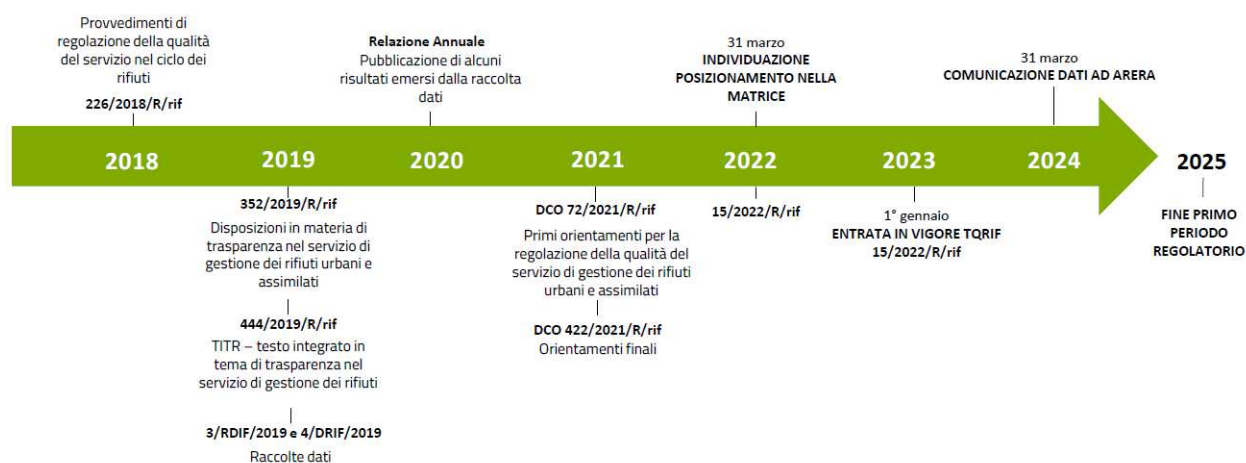 Provvedimenti di
regolazione della qualità
del servizio nel ciclo dei
rifiuti
226/2018/R/rif
Relazione Annuale
Pubblicazione di alcuni
risultati emersi dalla raccolta
dati
31 marzo
INDIVIDUAZIONE
POSIZIONAMENTO NELLA
MATRICE
31 marzo
COMUNICAZIONE DATI AD ARERA
2018
2019
2020
2021
2022
2023
2024
2025
352/2019/R/rif
Disposizioni in materia di
trasparenza nel servizio di
gestione dei rifiuti urbani e
assimilati
444/2019/R/rif
TITR – testo integrato in
tema di trasparenza nel
servizio di gestione dei rifiuti
3/RDIF/2019 e 4/DRIF/2019
Raccolte dati
DCO 72/2021/R/rif
Primi orientamenti per la
regolazione della qualità del
servizio di gestione dei rifiuti
urbani e assimilati
DCO 422/2021/R/rif
Orientamenti finali
15/2022/R/rif
1° gennaio
ENTRATA IN VIGORE TQRIF
15/2022/R/rif
FINE PRIMO
PERIODO
REGOLATORIO